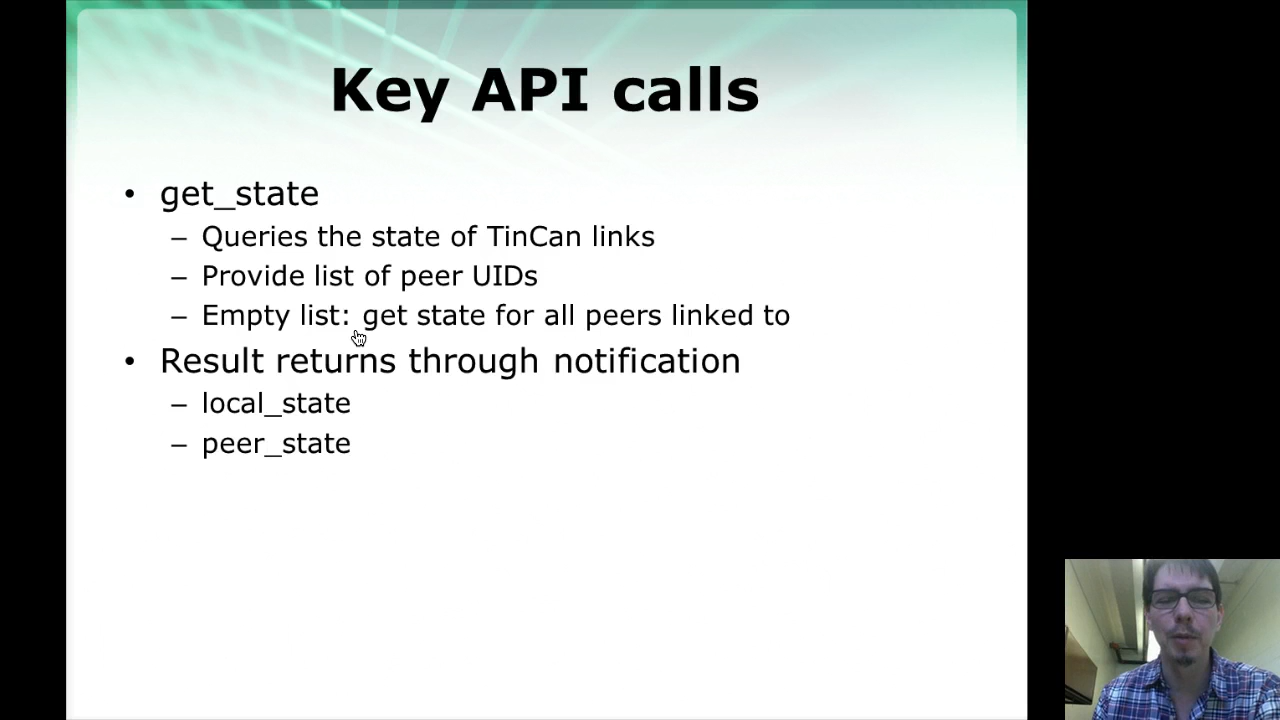 Key API calls
• get_state
– Queries the state of TinCan links
– Provide list of peer UIDs
– Empty list: get state for all peers linked to
• Result returns through notification
– local_state
– peer_state